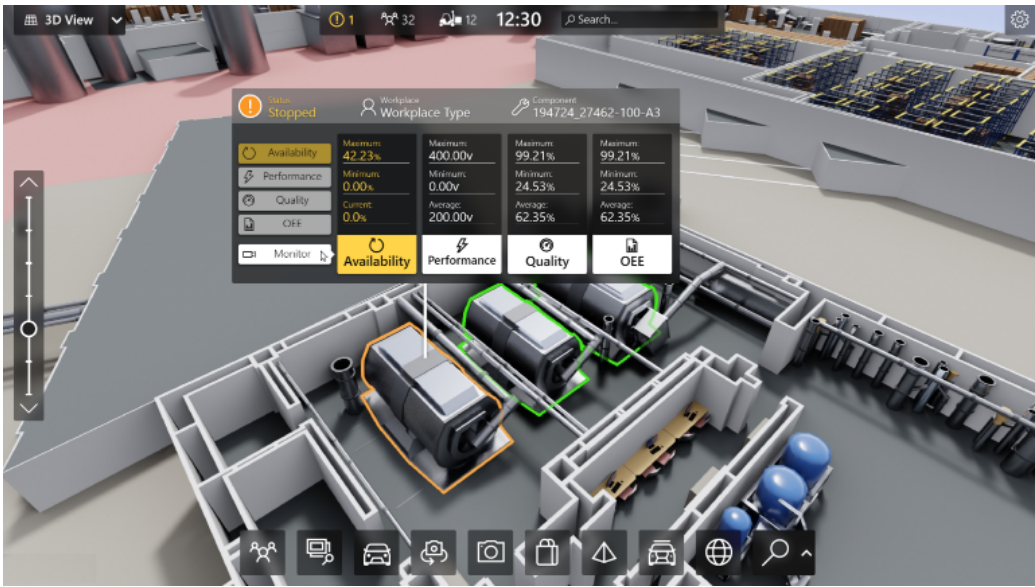 3D View
1
32
12
12:30
Search...
Status
Stopped
Workplace
Workplace Type
Component
194724_27462-100-A3
Availability
Performance
Quality
OEE
Monitor
Maximum:
42.23%
Minimum:
0.00%
Current:
0.0%
Availability
Maximum:
400.00v
Minimum:
0.00v
Average:
200.00v
Performance
Maximum:
99.21%
Minimum:
24.53%
Average:
62.35%
Quality
Maximum:
99.21%
Minimum:
24.53%
Average:
62.35%
OEE